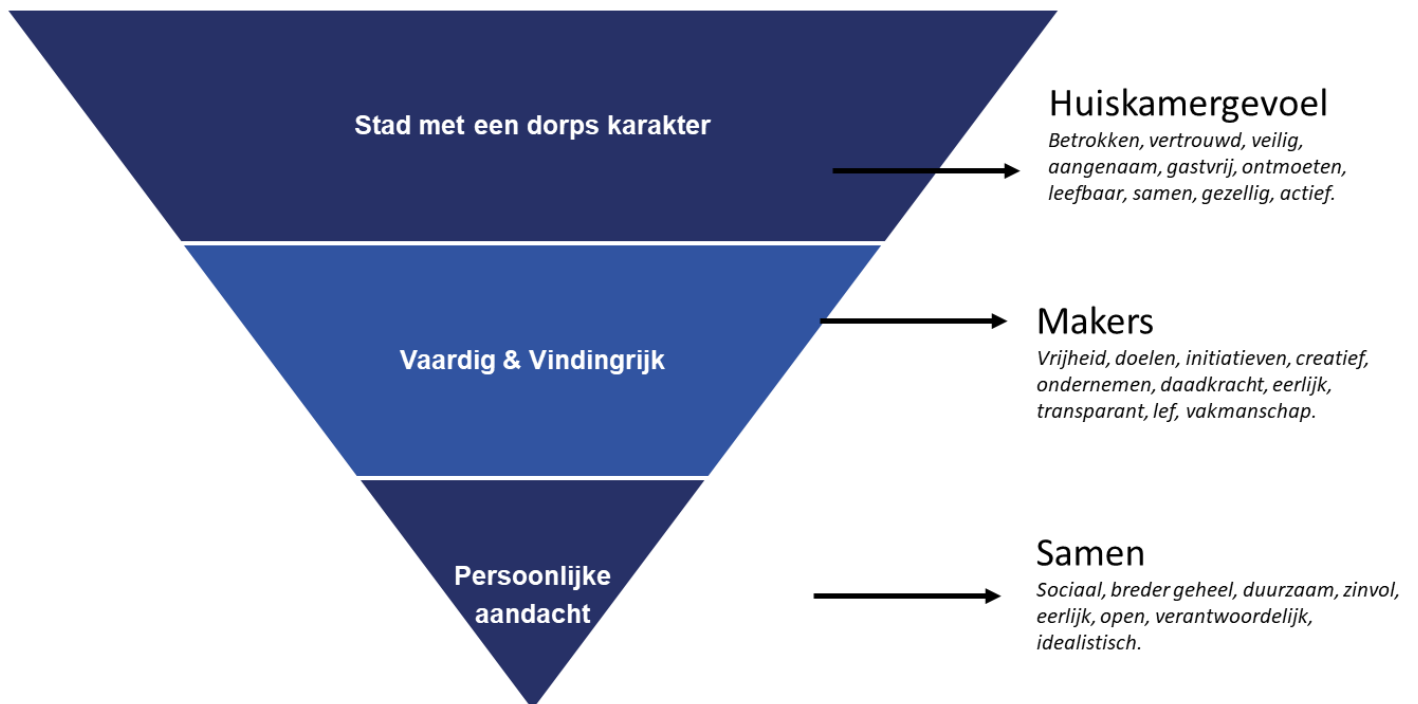 Stad met een dorps karakter
Huiskamergevoel
Betrokken, vertrouwd, veilig,
aangenaam, gastvrij, ontmoeten,
leefbaar, samen, gezellig, actief.
Vaardig & Vindingrijk
Makers
Vrijheid, doelen, initiatieven, creatief,
ondernemen, daadkracht, eerlijk,
transparant, lef, vakmanschap.
Persoonlijke
aandacht
Samen
Sociaal, breder geheel, duurzaam, zinvol,
eerlijk, open, verantwoordelijk,
idealistisch.